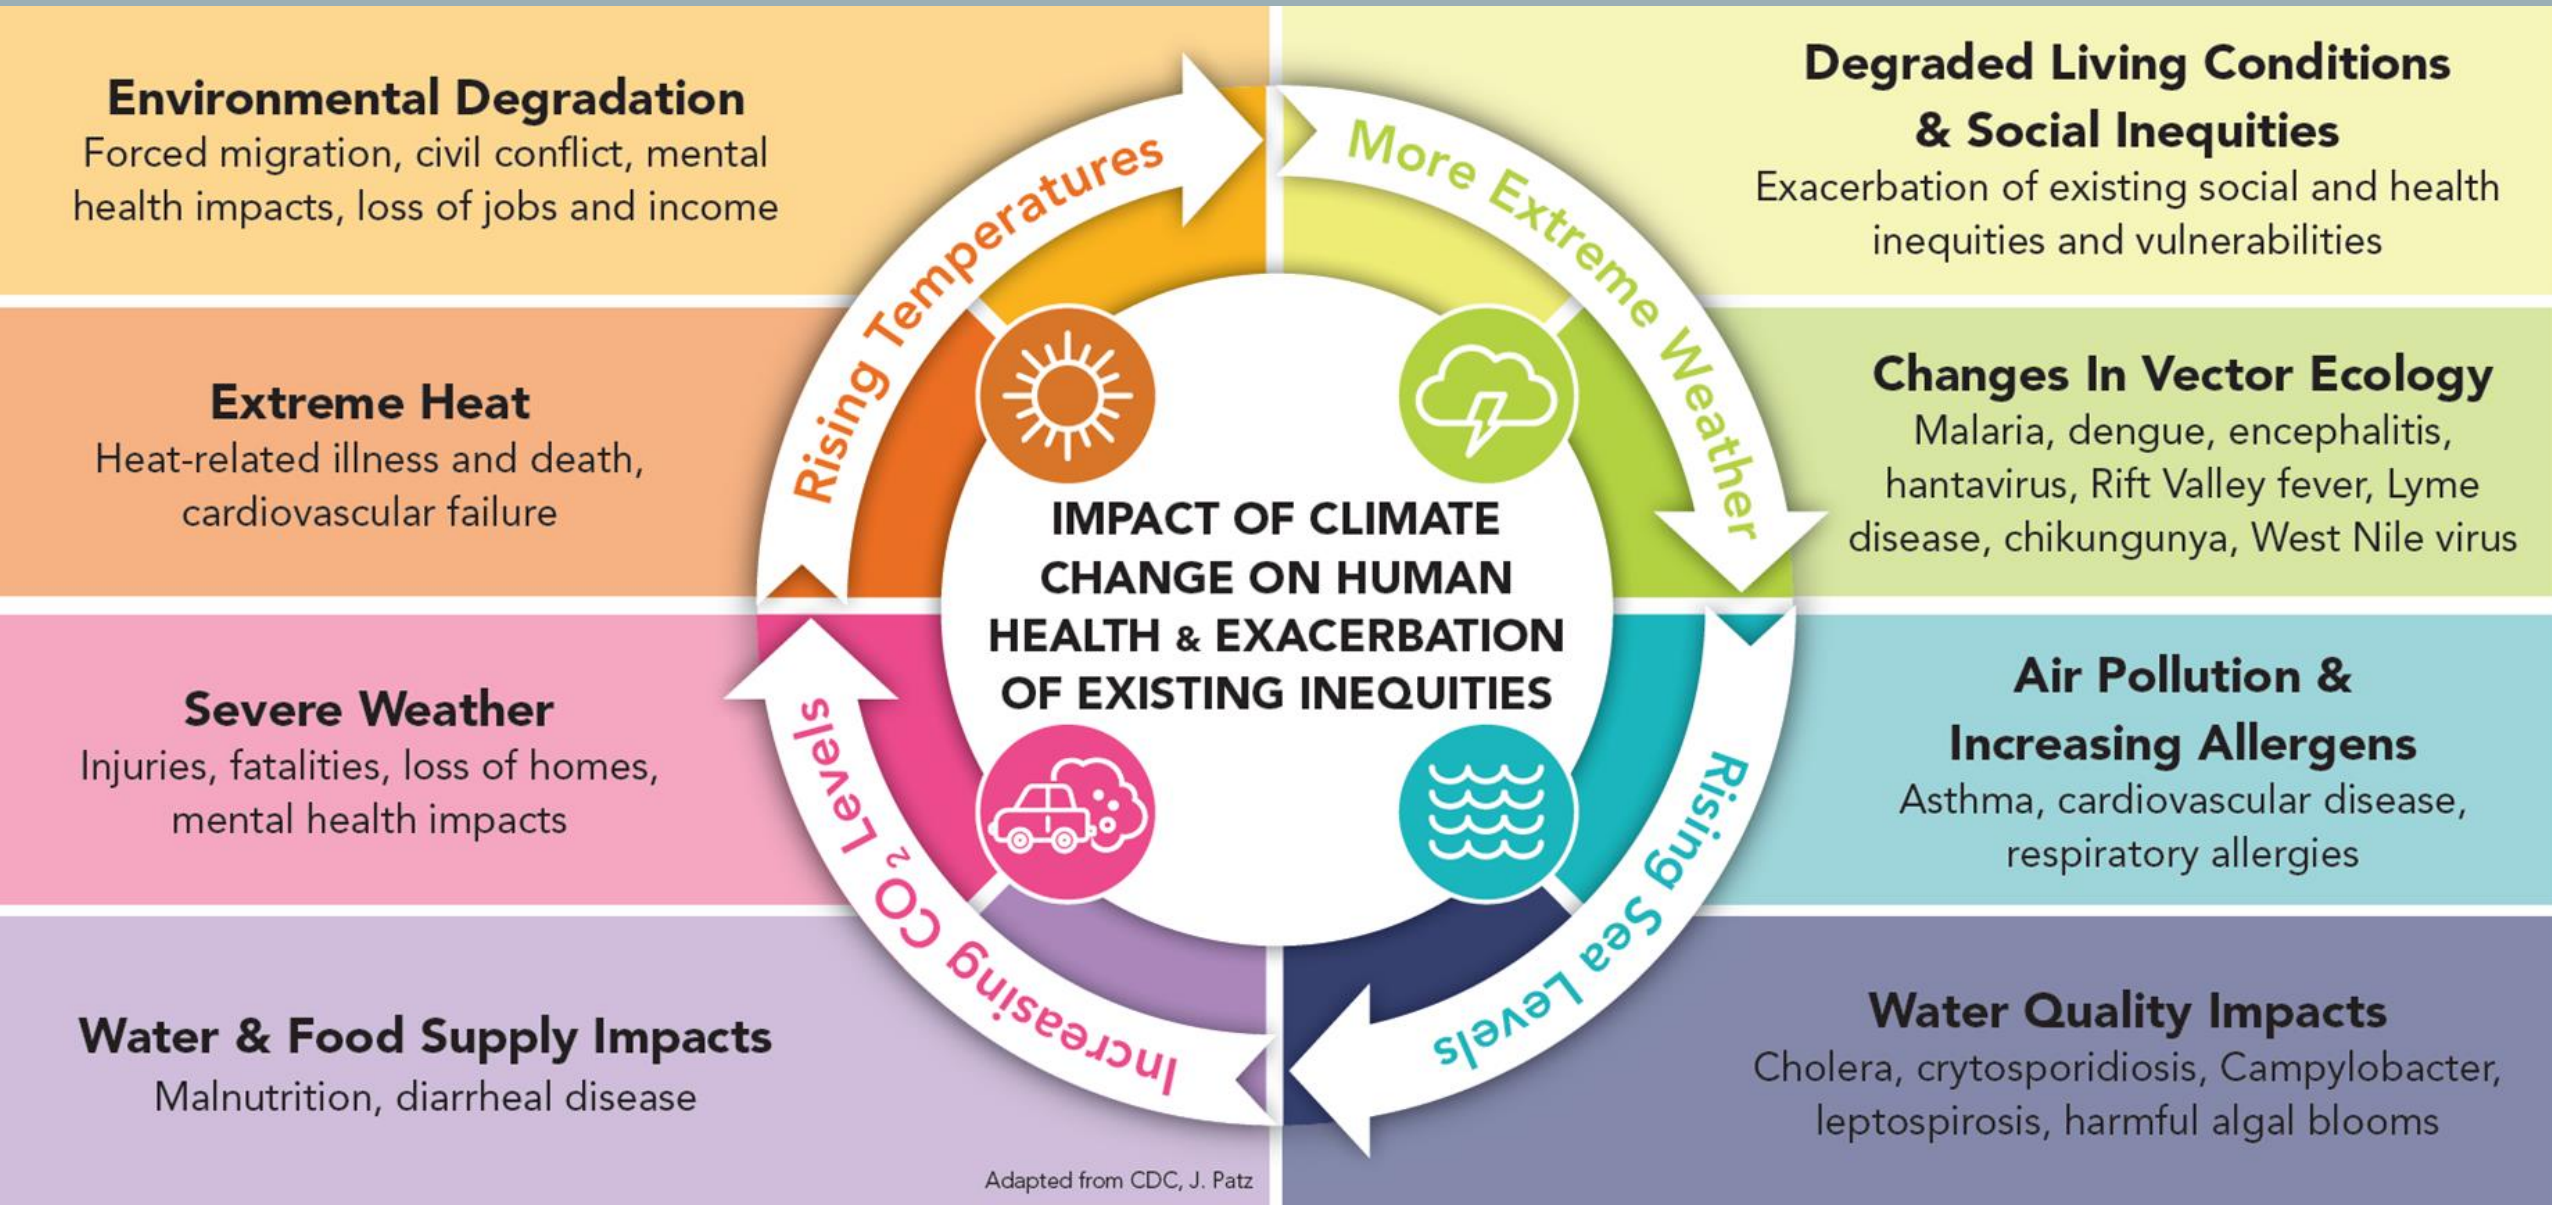 Environmental Degradation
Forced migration, civil conflict, mental
health impacts, loss of jobs and income
Extreme Heat
Heat-related illness and death,
cardiovascular failure
Severe Weather
Injuries, fatalities, loss of homes,
mental health impacts
Water & Food Supply Impacts
Malnutrition, diarrheal disease
Rising Temperatures
More Extreme Weather
Rising Sea Levels
Increasing CO₂ Levels
IMPACT OF CLIMATE
CHANGE ON HUMAN
HEALTH & EXACERBATION
OF EXISTING INEQUITIES
Degraded Living Conditions
& Social Inequities
Exacerbation of existing social and health
inequities and vulnerabilities
Changes In Vector Ecology
Malaria, dengue, encephalitis,
hantavirus, Rift Valley fever, Lyme
disease, chikungunya, West Nile virus
Air Pollution &
Increasing Allergens
Asthma, cardiovascular disease,
respiratory allergies
Water Quality Impacts
Cholera, crytosporidiosis, Campylobacter,
leptospirosis, harmful algal blooms
Adapted from CDC, J. Patz